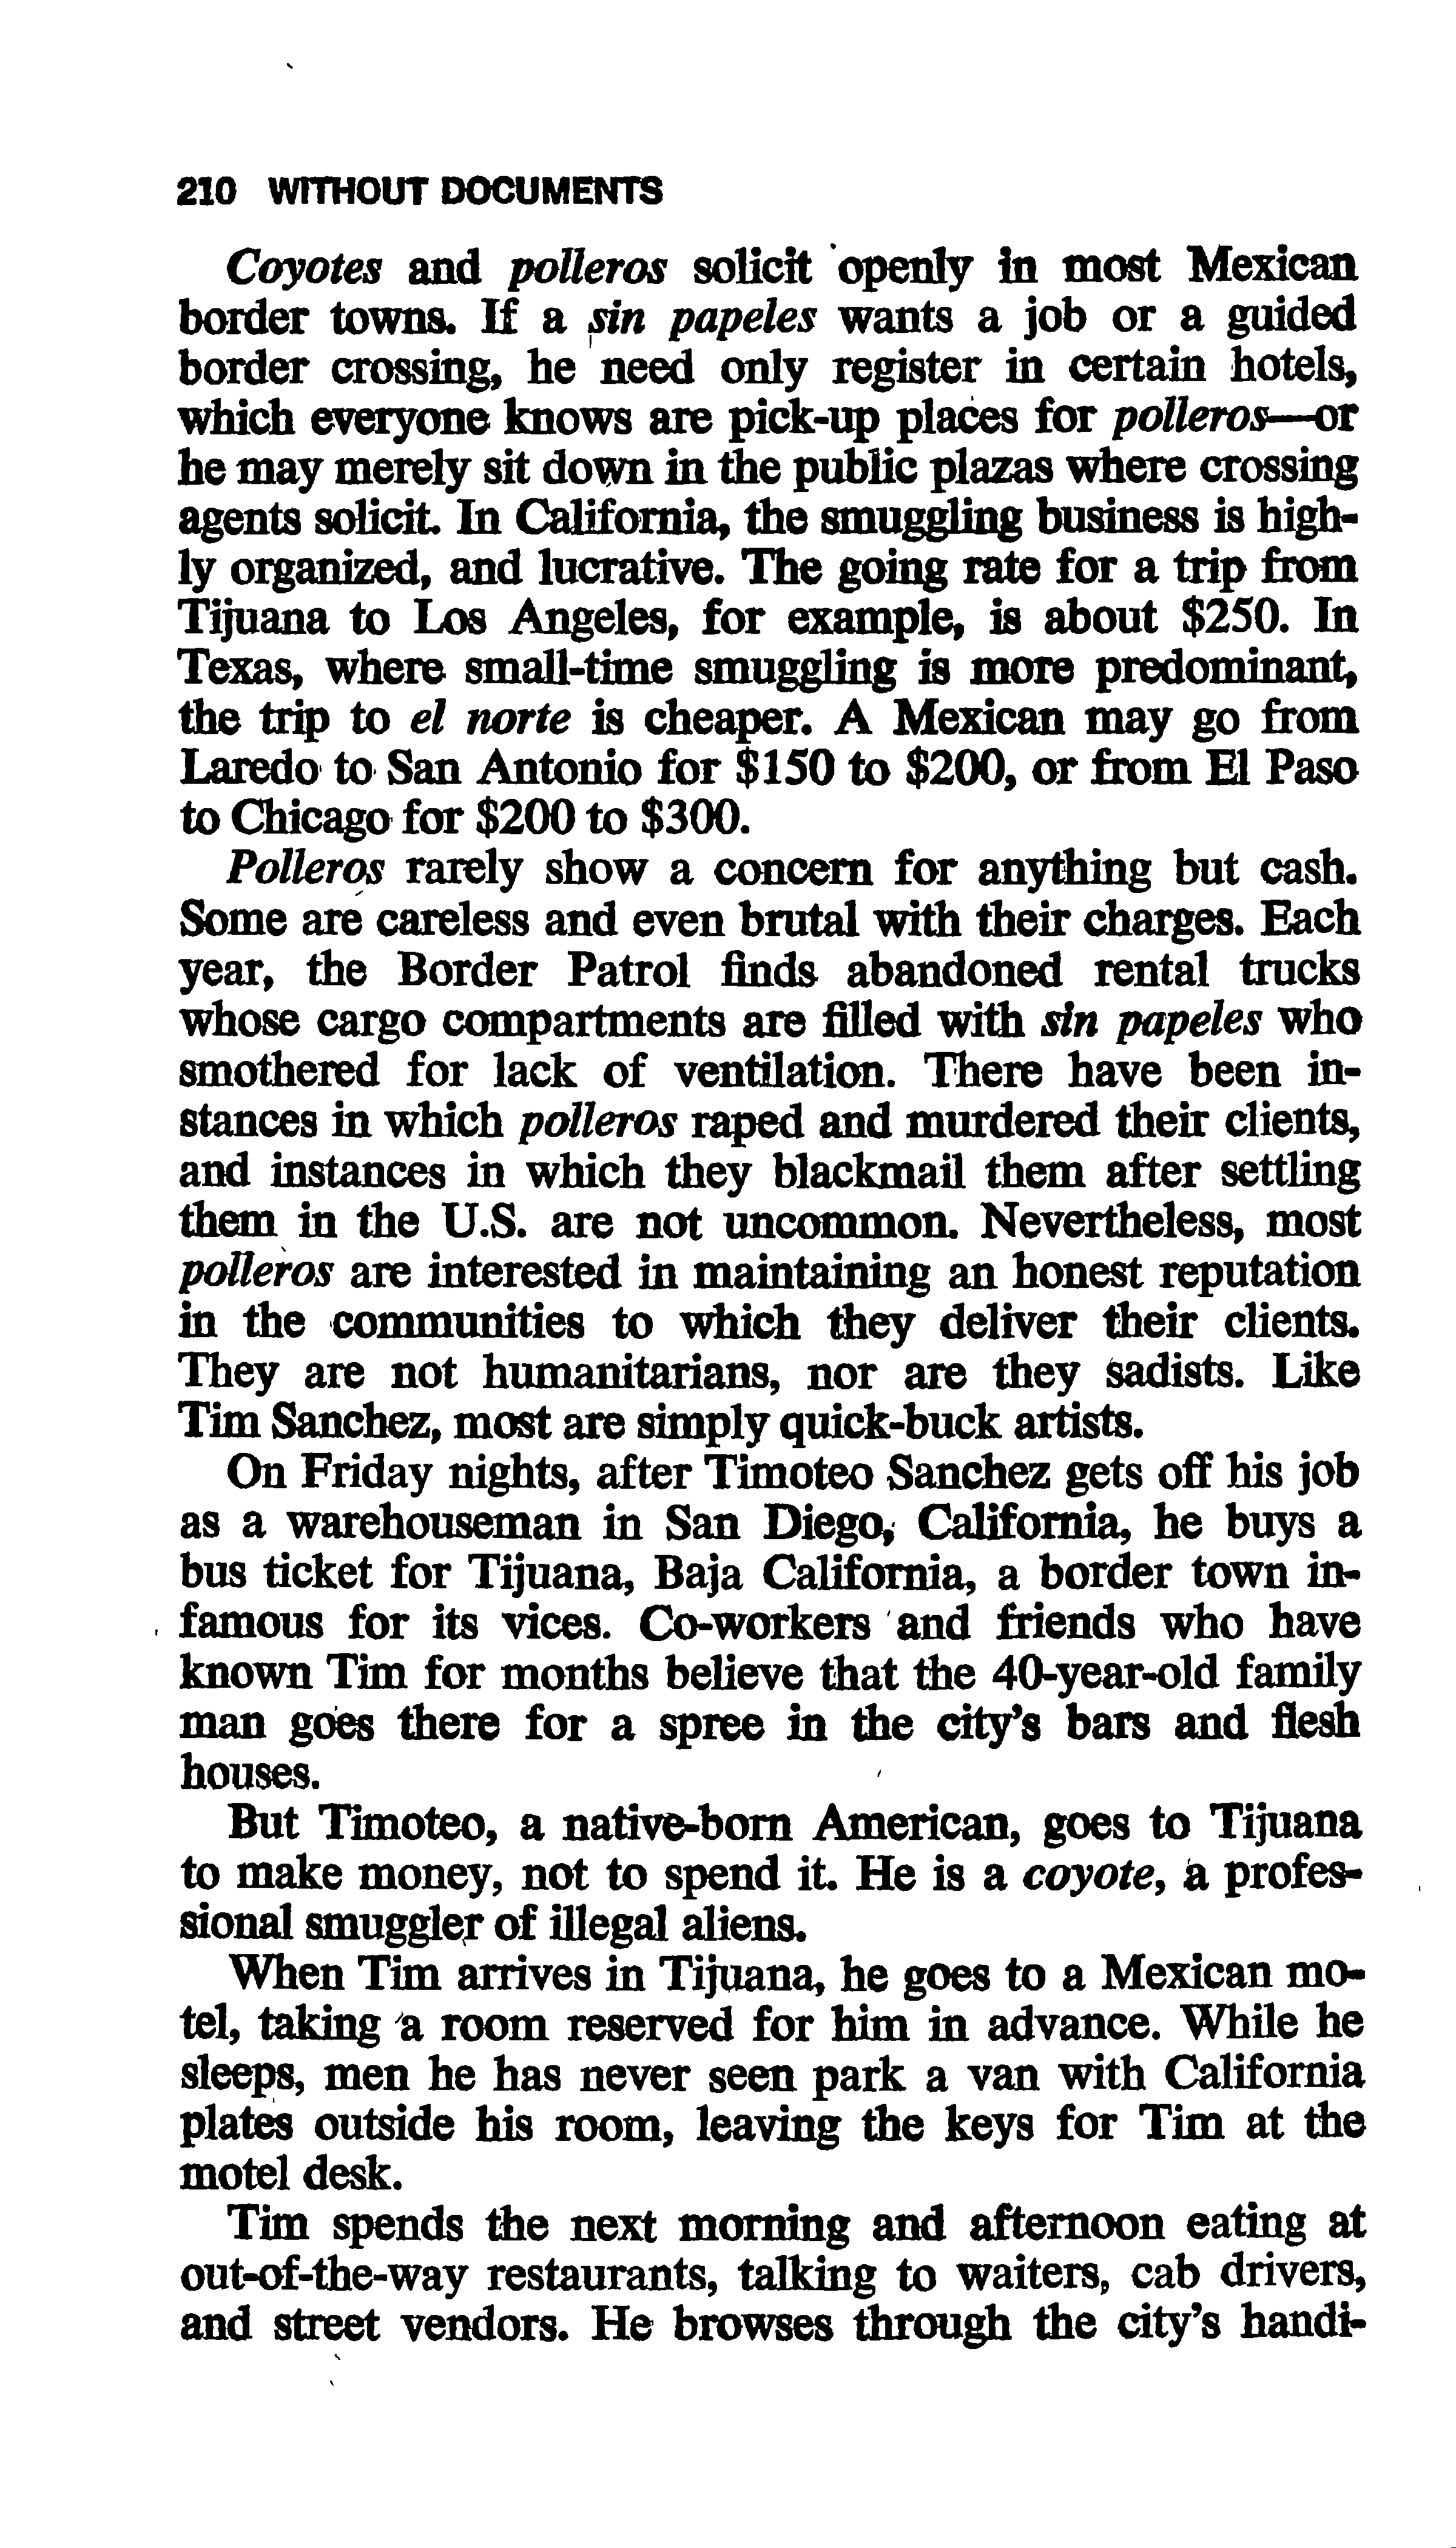 210 WITHOUT DOCUMENTS
Coyotes and polleros solicit openly in most Mexican
border towns. If a sin papeles wants a job or a guided
border crossing, he need only register in certain hotels,
which everyone knows are pick-up places for polleros—or
he may merely sit down in the public plazas where crossing
agents solicit. In California, the smuggling business is high-
ly organized, and lucrative. The going rate for a trip from
Tijuana to Los Angeles, for example, is about $250. In
Texas, where small-time smuggling is more predominant,
the trip to el norte is cheaper. A Mexican may go from
Laredo to San Antonio for $150 to $200, or from El Paso
to Chicago for $200 to $300.
Polleros rarely show a concern for anything but cash.
Some are careless and even brutal with their charges. Each
year, the Border Patrol finds abandoned rental trucks
whose cargo compartments are filled with sin papeles who
smothered for lack of ventilation. There have been in-
stances in which polleros raped and murdered their clients,
and instances in which they blackmail them after settling
them in the U.S. are not uncommon. Nevertheless, most
polleros are interested in maintaining an honest reputation
in the communities to which they deliver their clients.
They are not humanitarians, nor are they sadists. Like
Tim Sanchez, most are simply quick-buck artists.
On Friday nights, after Timoteo Sanchez gets off his job
as a warehouseman in San Diego, California, he buys a
bus ticket for Tijuana, Baja California, a border town in-
famous for its vices. Co-workers and friends who have
known Tim for months believe that the 40-year-old family
man goes there for a spree in the city's bars and flesh
houses.
But Timoteo, a native-born American, goes to Tijuana
to make money, not to spend it. He is a coyote, a profes-
sional smuggler of illegal aliens.
When Tim arrives in Tijuana, he goes to a Mexican mo-
tel, taking a room reserved for him in advance. While he
sleeps, men he has never seen park a van with California
plates outside his room, leaving the keys for Tim at the
motel desk.
Tim spends the next morning and afternoon eating at
out-of-the-way restaurants, talking to waiters, cab drivers,
and street vendors. He browses through the city's handi-